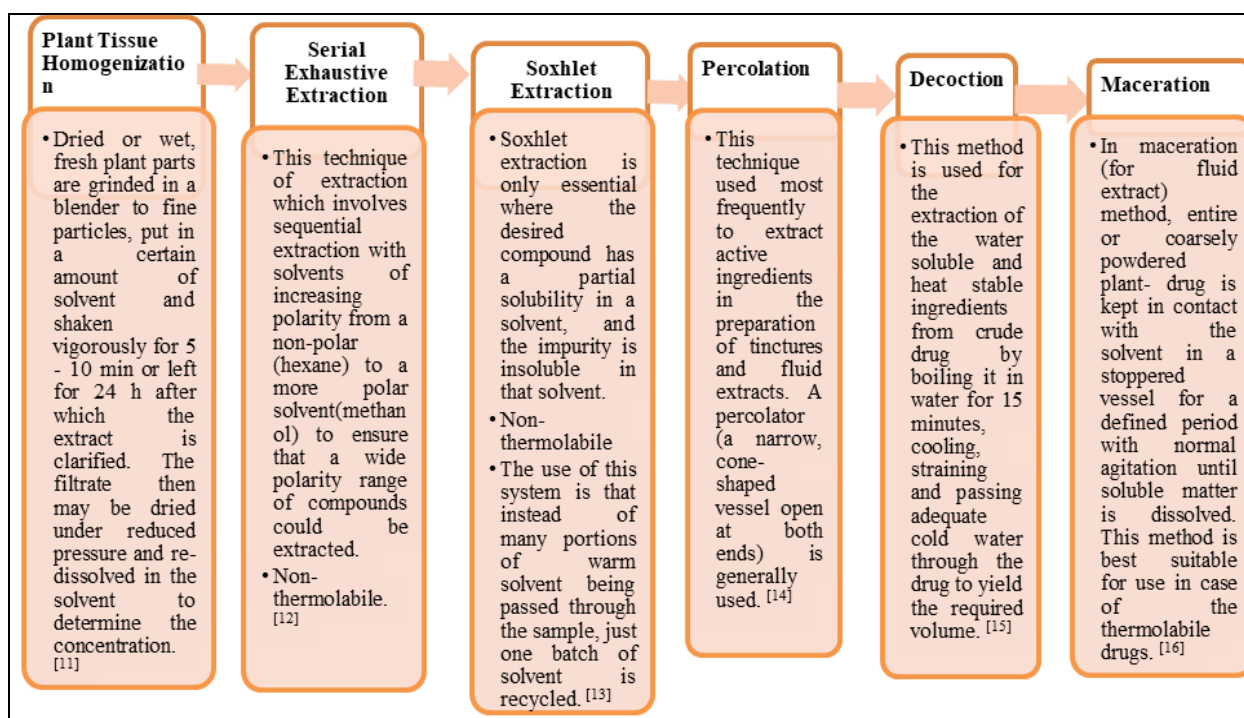 Plant Tissue
Homogenizatio
n
• Dried or wet,
fresh plant parts
are grinded in a
blender to fine
particles, put in
a certain
amount of
solvent and
shaken
vigorously for 5
- 10 min or left
for 24 h after
which the
extract is
clarified. The
filtrate then
may be dried
under reduced
pressure and re-
dissolved in the
solvent to
determine the
concentration.
[11]
Serial
Exhaustive
Extraction
• This technique
of extraction
which involves
sequential
extraction with
solvents of
increasing
polarity from a
non-polar
(hexane) to a
more polar
solvent(methan
ol) to ensure
that a wide
polarity range
of compounds
could be
extracted.
• Non-
thermolabile.
[12]
Soxhlet
Extraction
• Soxhlet
extraction is
only essential
where the
desired
compound has
a partial
solubility in a
solvent, and
the impurity is
insoluble in
that solvent.
• Non-
thermolabile
• The use of this
system is that
instead of
many portions
of warm
solvent being
passed through
the sample, just
one batch of
solvent is
recycled. [13]
Percolation
• This
technique
used most
frequently
to extract
active
ingredients
in the
preparation
of tinctures
and fluid
extracts. A
percolator
(a narrow,
cone-
shaped
vessel open
at both
ends) is
generally
used. [14]
Decoction
• This method
is used for
the
extraction of
the water
soluble and
heat stable
ingredients
from crude
drug by
boiling it in
water for 15
minutes,
cooling,
straining
and passing
adequate
cold water
through the
drug to yield
the required
volume. [15]
Maceration
• In maceration
(for fluid
extract)
method, entire
or coarsely
powdered
plant- drug is
kept in contact
with the
solvent in a
stoppered
vessel for a
defined period
with normal
agitation until
soluble matter
is dissolved.
This method is
best suitable
for use in case
of the
thermolabile
drugs. [16]